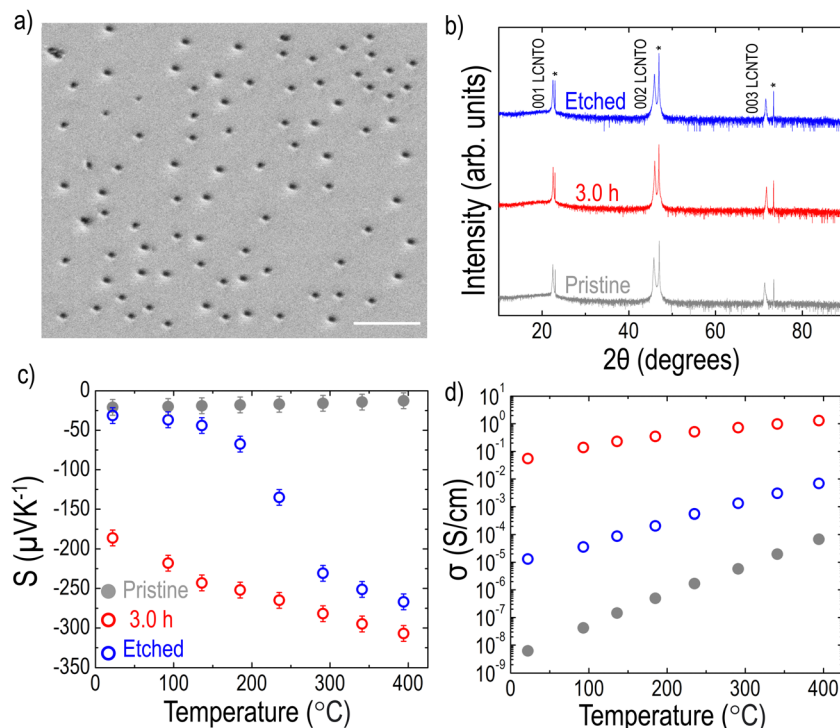 a)
b)
001 LCNTO
*
002 LCNTO
*
003 LCNTO
*
Etched
3.0 h
Pristine
Intensity (arb. units)
20 40 60 80
2θ (degrees)
c)
0
-50
-100
-150
-200
-250
-300
-350
S (μVK⁻¹)
Pristine
3.0 h
Etched
0 100 200 300 400
Temperature (°C)
d)
10¹
10⁰
10⁻¹
10⁻²
10⁻³
10⁻⁴
10⁻⁵
10⁻⁶
10⁻⁷
10⁻⁸
10⁻⁹
σ (S/cm)
0 100 200 300 400
Temperature (°C)